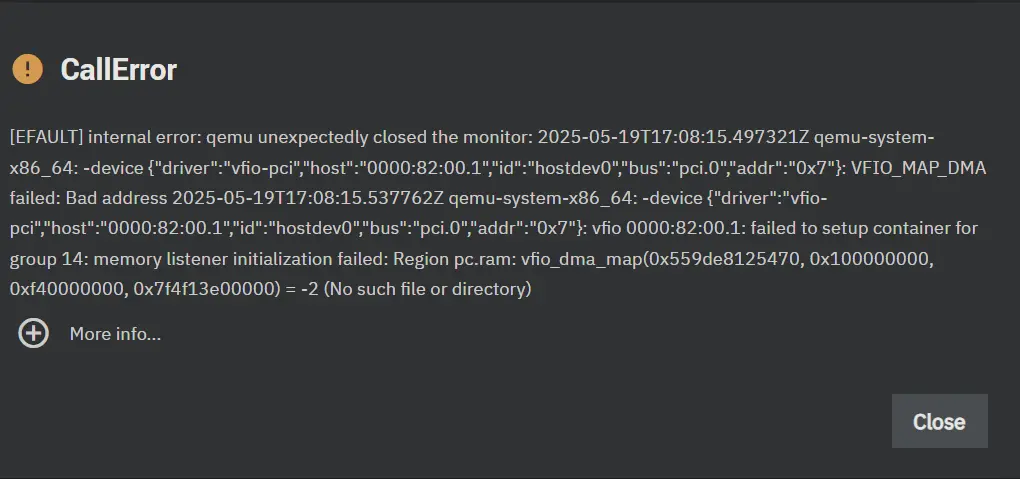 CallError
[EFAULT] internal error: qemu unexpectedly closed the monitor: 2025-05-19T17:08:15.497321Z qemu-system-
x86_64: -device {"driver":"vfio-pci","host":"0000:82:00.1","id":"hostdev0","bus":"pci.0","addr":"0x7"}: VFIO_MAP_DMA
failed: Bad address 2025-05-19T17:08:15.537762Z qemu-system-x86_64: -device {"driver":"vfio-
pci","host":"0000:82:00.1","id":"hostdev0","bus":"pci.0","addr":"0x7"}: vfio 0000:82:00.1: failed to setup container for
group 14: memory listener initialization failed: Region pc.ram: vfio_dma_map(0x559de8125470, 0x100000000,
0xf40000000, 0x7f4f13e00000) = -2 (No such file or directory)
More info...
Close